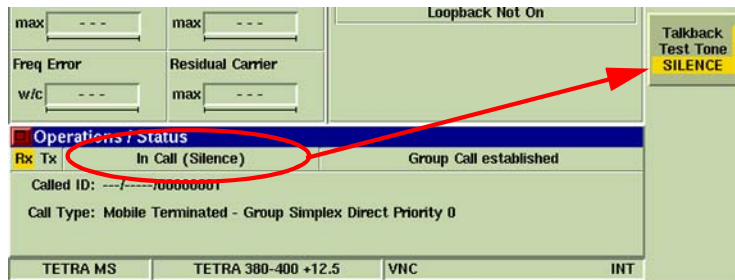 max - - - max - - -
Loopback Not On
Talkback
Test Tone
SILENCE
Freq Error Residual Carrier
w/c - - - max - - -
Operations / Status
Rx Tx In Call (Silence) Group Call established
Called ID: ---/-----/00000001
Call Type: Mobile Terminated - Group Simplex Direct Priority 0
TETRA MS TETRA 380-400 +12.5 VNC INT